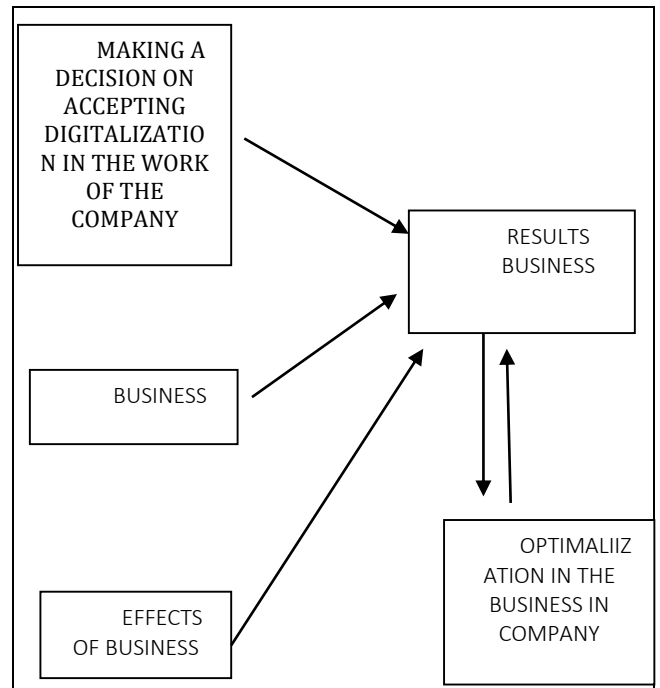 MAKING A
DECISION ON
ACCEPTING
DIGITALIZATIO
N IN THE WORK
OF THE
COMPANY
RESULTS
BUSINESS
BUSINESS
EFFECTS
OF BUSINESS
OPTIMALIIZ
ATION IN THE
BUSINESS IN
COMPANY